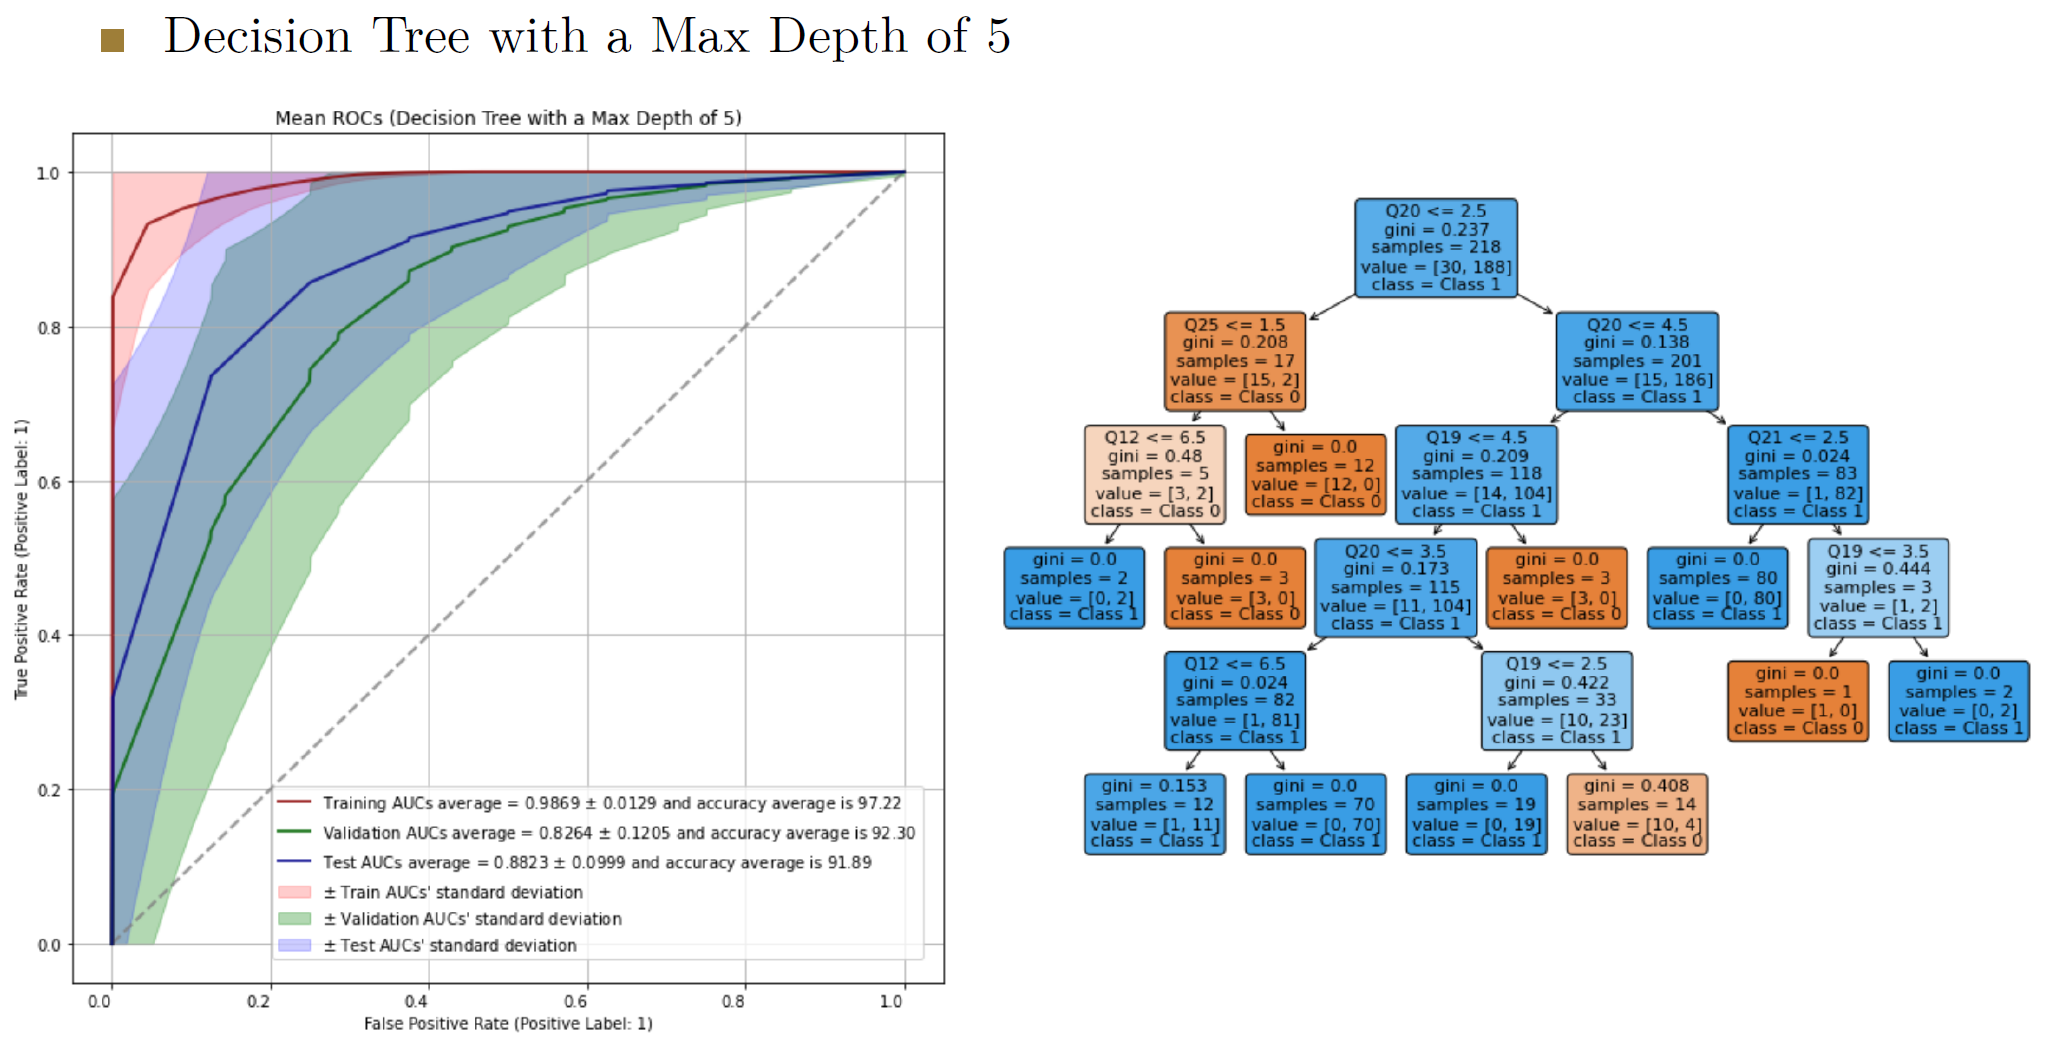 Decision Tree with a Max Depth of 5
Mean ROCs (Decision Tree with a Max Depth of 5)
True Positive Rate (Positive Label: 1)
1.0
0.8
0.6
0.4
0.2
0.0
Training AUCs average = 0.9869 ± 0.0129 and accuracy average is 97.22
Validation AUCs average = 0.8264 ± 0.1205 and accuracy average is 92.30
Test AUCs average = 0.8823 ± 0.0999 and accuracy average is 91.89
± Train AUCs' standard deviation
± Validation AUCs' standard deviation
± Test AUCs' standard deviation
0.0 0.2 0.4 0.6 0.8 1.0
False Positive Rate (Positive Label: 1)
Q20 <= 2.5
gini = 0.237
samples = 218
value = [30, 188]
class = Class 1
Q25 <= 1.5
gini = 0.208
samples = 17
value = [15, 2]
class = Class 0
Q20 <= 4.5
gini = 0.138
samples = 201
value = [15, 186]
class = Class 1
Q12 <= 6.5
gini = 0.48
samples = 5
value = [3, 2]
class = Class 0
gini = 0.0
samples = 12
value = [12, 0]
class = Class 0
Q19 <= 4.5
gini = 0.209
samples = 118
value = [14, 104]
class = Class 1
Q21 <= 2.5
gini = 0.024
samples = 83
value = [1, 82]
class = Class 1
gini = 0.0
samples = 2
value = [0, 2]
class = Class 1
gini = 0.0
samples = 3
value = [3, 0]
class = Class 0
Q20 <= 3.5
gini = 0.173
samples = 115
value = [11, 104]
class = Class 1
gini = 0.0
samples = 3
value = [3, 0]
class = Class 0
gini = 0.0
samples = 80
value = [0, 80]
class = Class 1
Q19 <= 3.5
gini = 0.444
samples = 3
value = [1, 2]
class = Class 1
Q12 <= 6.5
gini = 0.024
samples = 82
value = [1, 81]
class = Class 1
Q19 <= 2.5
gini = 0.422
samples = 33
value = [10, 23]
class = Class 1
gini = 0.0
samples = 1
value = [1, 0]
class = Class 0
gini = 0.0
samples = 2
value = [0, 2]
class = Class 1
gini = 0.153
samples = 12
value = [1, 11]
class = Class 1
gini = 0.0
samples = 70
value = [0, 70]
class = Class 1
gini = 0.0
samples = 19
value = [0, 19]
class = Class 1
gini = 0.408
samples = 14
value = [10, 4]
class = Class 0